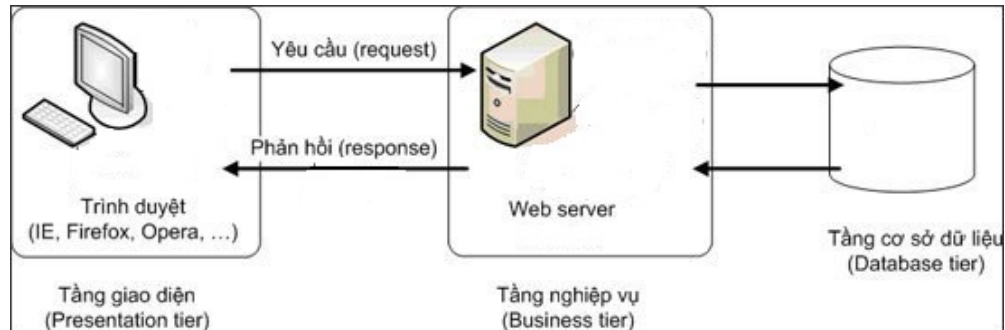 Yêu cầu (request)
Phản hồi (response)
Trình duyệt
(IE, Firefox, Opera, …)
Web server
Tầng cơ sở dữ liệu
(Database tier)
Tầng giao diện
(Presentation tier)
Tầng nghiệp vụ
(Business tier)